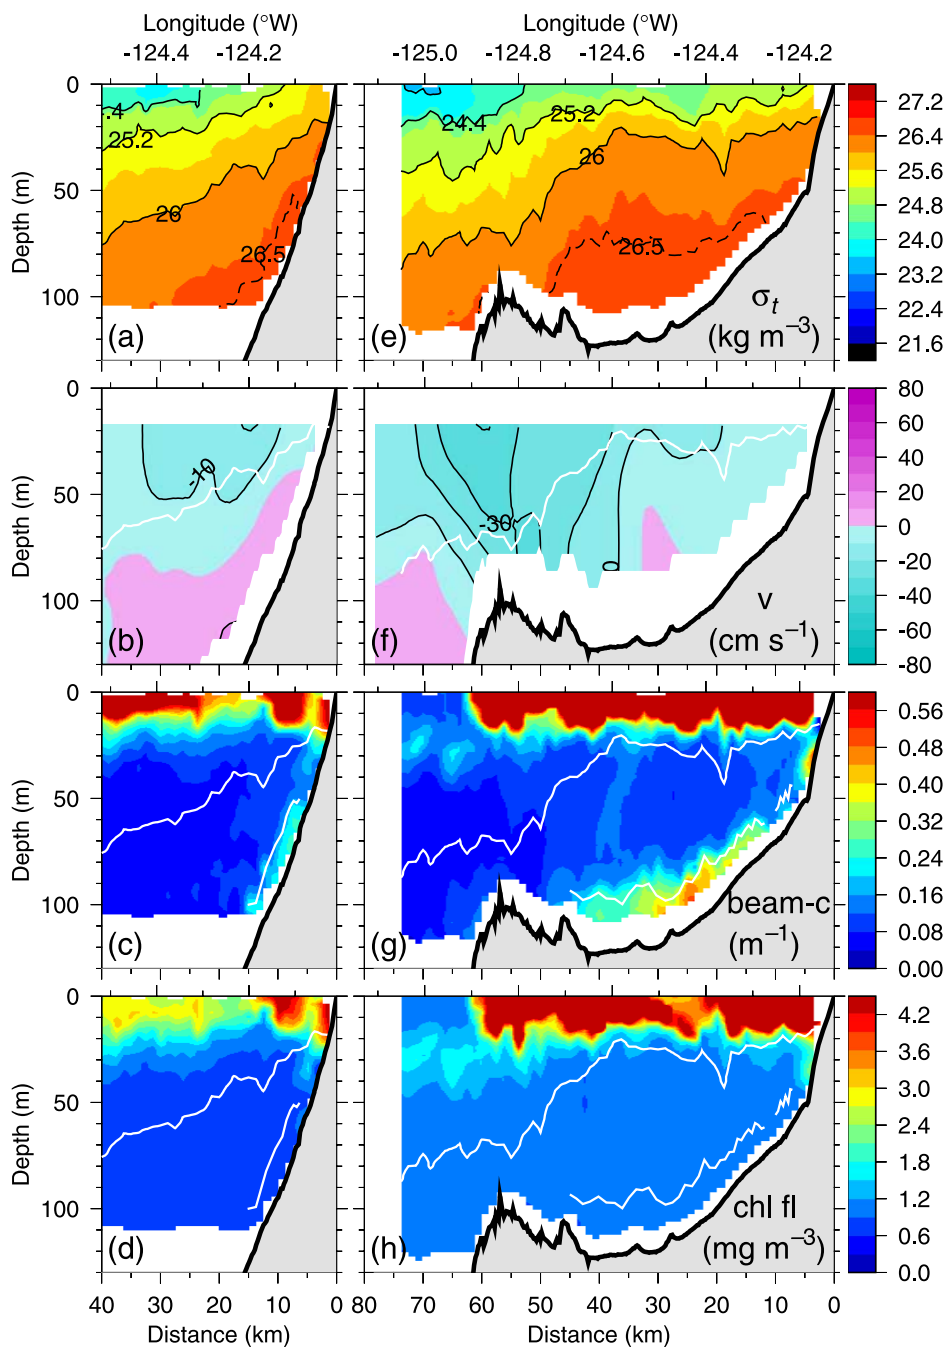 Longitude (°W)
Longitude (°W)
-124.4 -124.2
-125.0 -124.8 -124.6 -124.4 -124.2
0
50
100
Depth (m)
.4
25.2
26
26.5
(a)
24.4
25.2
26
26.5
(e)
σt
(kg m−3)
27.2
26.4
25.6
24.8
24.0
23.2
22.4
21.6
0
50
100
Depth (m)
-10
(b)
-30
0
(f)
v
(cm s−1)
80
60
40
20
0
-20
-40
-60
-80
0
50
100
Depth (m)
(c)
(g)
beam-c
(m−1)
0.56
0.48
0.40
0.32
0.24
0.16
0.08
0.00
0
50
100
Depth (m)
(d)
(h)
chl fl
(mg m−3)
4.2
3.6
3.0
2.4
1.8
1.2
0.6
0.0
40 30 20 10 0
80 70 60 50 40 30 20 10 0
Distance (km)
Distance (km)